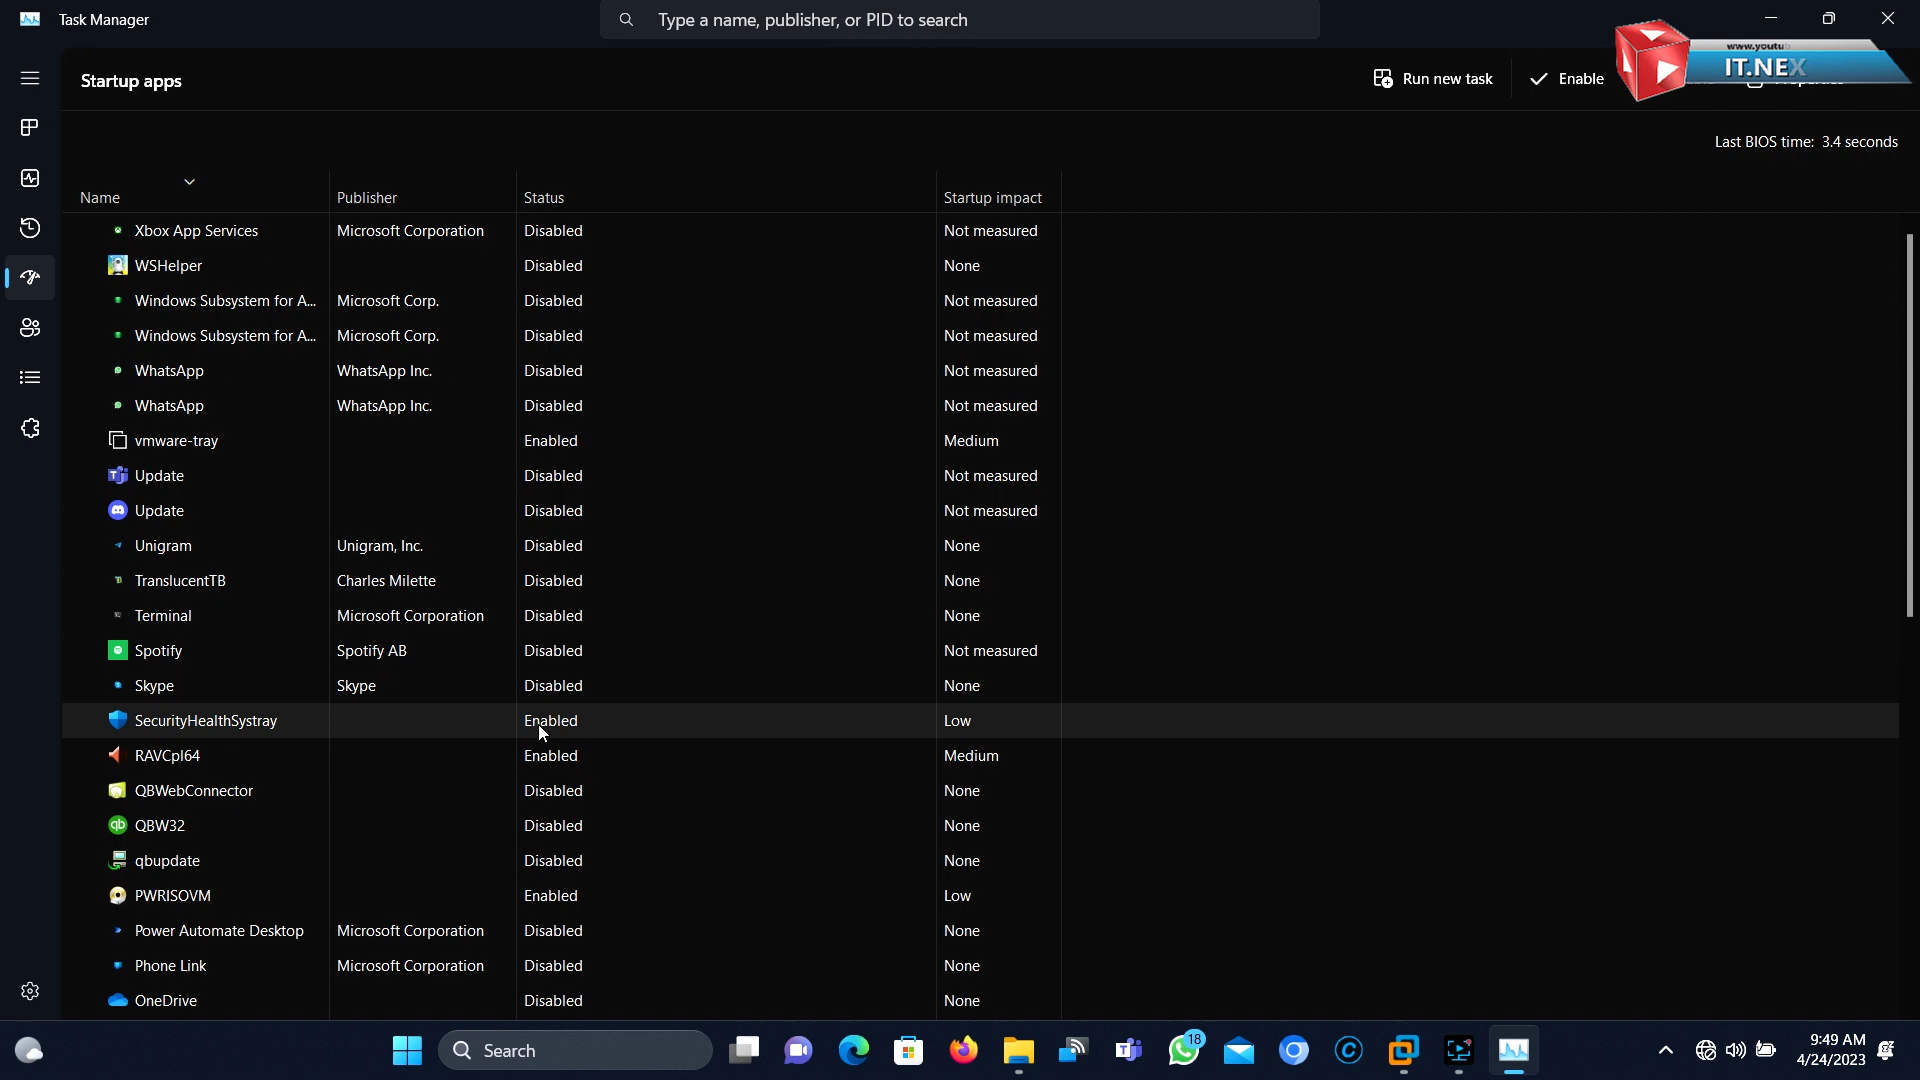 Task Manager
Type a name, publisher, or PID to search
www.youtu
IT.NEX
Startup apps
Run new task
Enable
Last BIOS time: 3.4 seconds
Name Publisher Status Startup impact
Xbox App Services Microsoft Corporation Disabled Not measured
WSHelper Disabled None
Windows Subsystem for A... Microsoft Corp. Disabled Not measured
Windows Subsystem for A... Microsoft Corp. Disabled Not measured
WhatsApp WhatsApp Inc. Disabled Not measured
WhatsApp WhatsApp Inc. Disabled Not measured
vmware-tray Enabled Medium
Update Disabled Not measured
Update Disabled Not measured
Unigram Unigram, Inc. Disabled None
TranslucentTB Charles Milette Disabled None
Terminal Microsoft Corporation Disabled None
Spotify Spotify AB Disabled Not measured
Skype Skype Disabled None
SecurityHealthSystray Enabled Low
RAVCpl64 Enabled Medium
QBWebConnector Disabled None
QBW32 Disabled None
qbupdate Disabled None
PWRISOVM Enabled Low
Power Automate Desktop Microsoft Corporation Disabled None
Phone Link Microsoft Corporation Disabled None
OneDrive Disabled None
Search
18
9:49 AM
4/24/2023